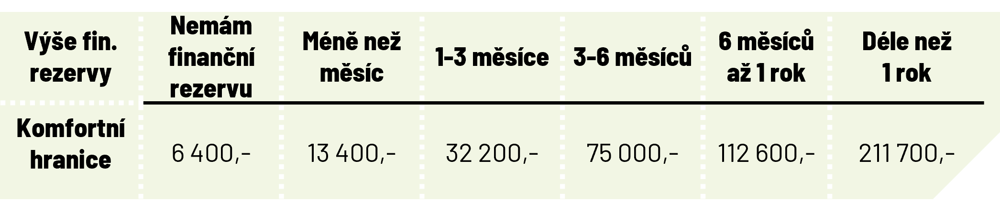 Výše fin.
rezervy
Nemám
finanční
rezervu
Méně než
měsíc
1-3 měsíce
3-6 měsíců
6 měsíců
až 1 rok
Déle než
1 rok
Komfortní
hranice
6 400,-
13 400,-
32 200,-
75 000,-
112 600,-
211 700,-